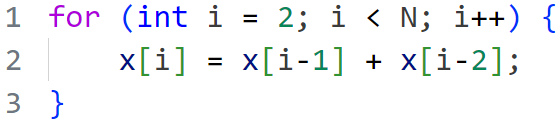 1 for (int i = 2; i < N; i++) {
2     x[i] = x[i-1] + x[i-2];
3 }